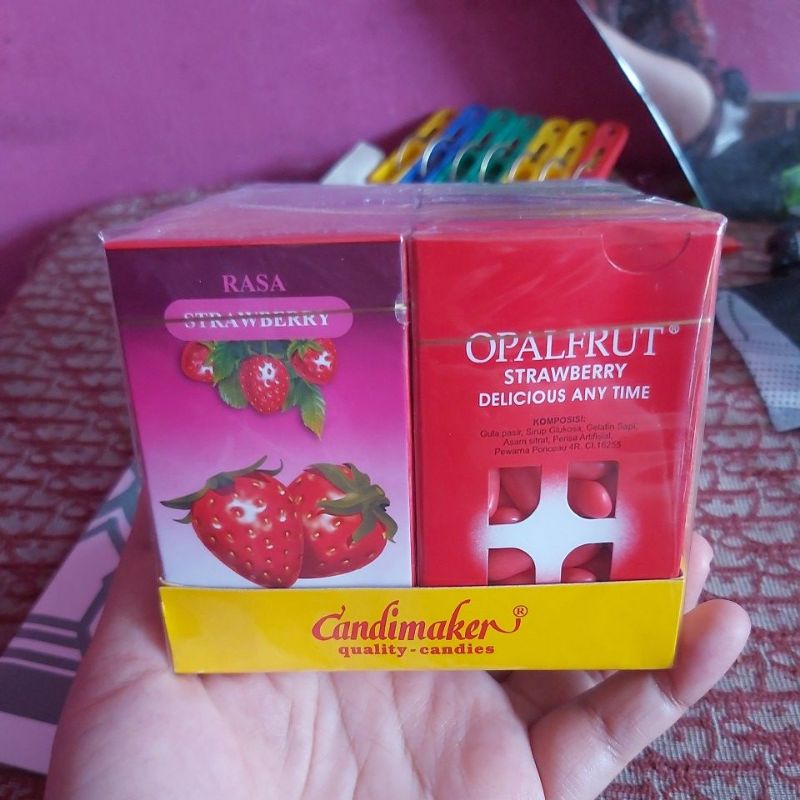 RASA
STRAWBERRY
OPALFRUT®
STRAWBERRY
DELICIOUS ANY TIME
KOMPOSISI:
Gula pasir, Sirup Glukosa, Gelatin Sapi,
Asam sitrat, Perisa Artifisial,
Pewarna Ponceau 4R. CI.16255
Candimaker®
quality-candies